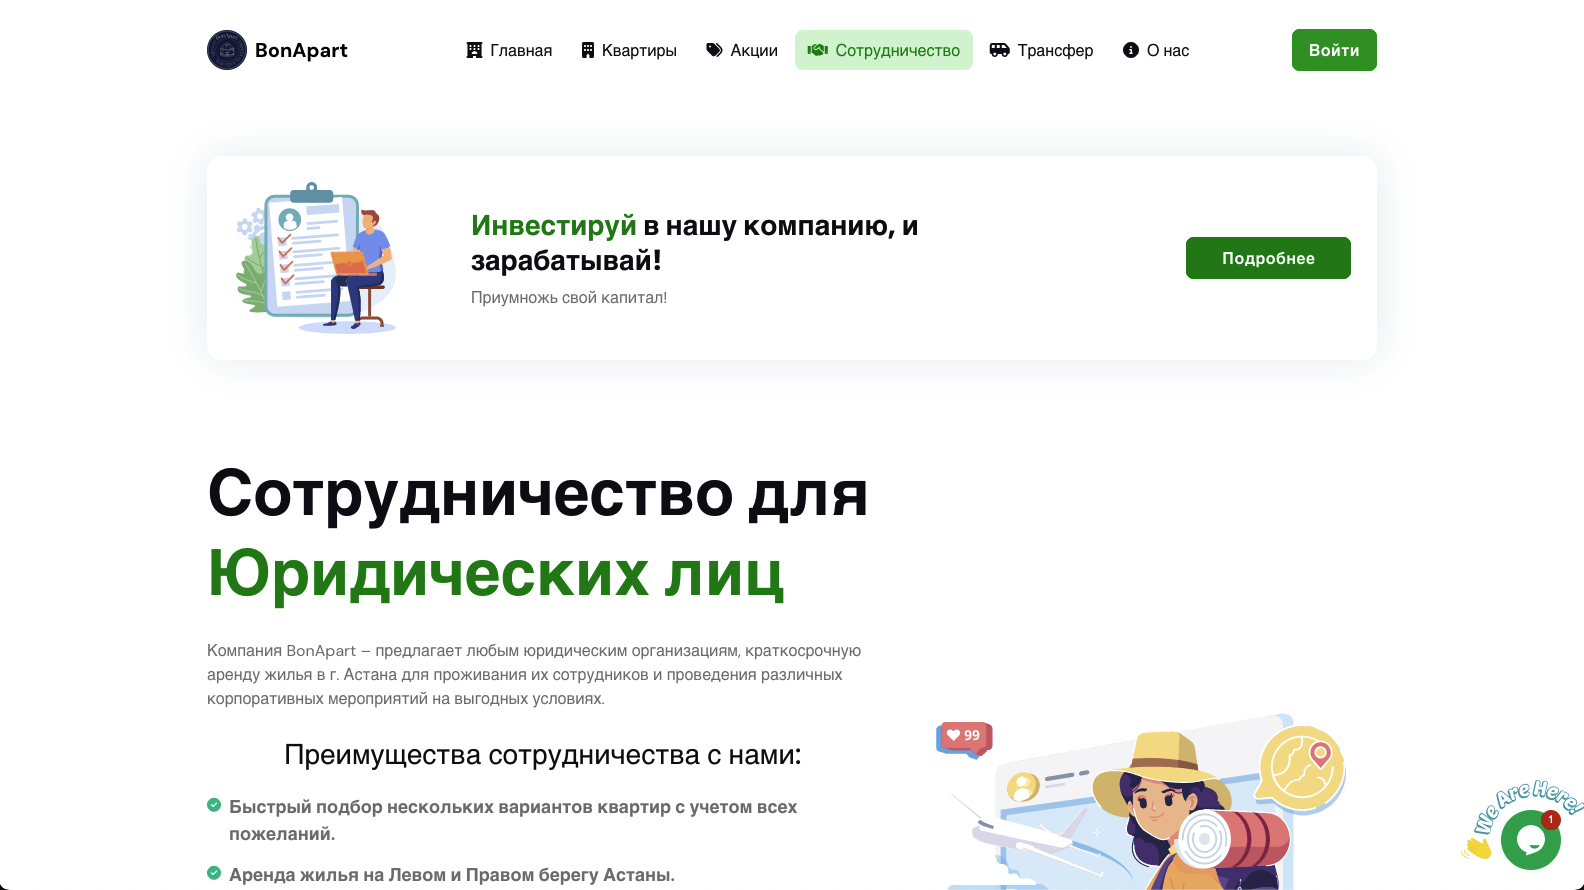 BonApart
Главная
Квартиры
Акции
Сотрудничество
Трансфер
О нас
Войти
Инвестируй в нашу компанию, и
зарабатывай!
Приумножь свой капитал!
Подробнее
Сотрудничество для
Юридических лиц
Компания BonApart – предлагает любым юридическим организациям, краткосрочную
аренду жилья в г. Астана для проживания их сотрудников и проведения различных
корпоративных мероприятий на выгодных условиях.
Преимущества сотрудничества с нами:
Быстрый подбор нескольких вариантов квартир с учетом всех
пожеланий.
Аренда жилья на Левом и Правом берегу Астаны.
99
We Are Here!
1